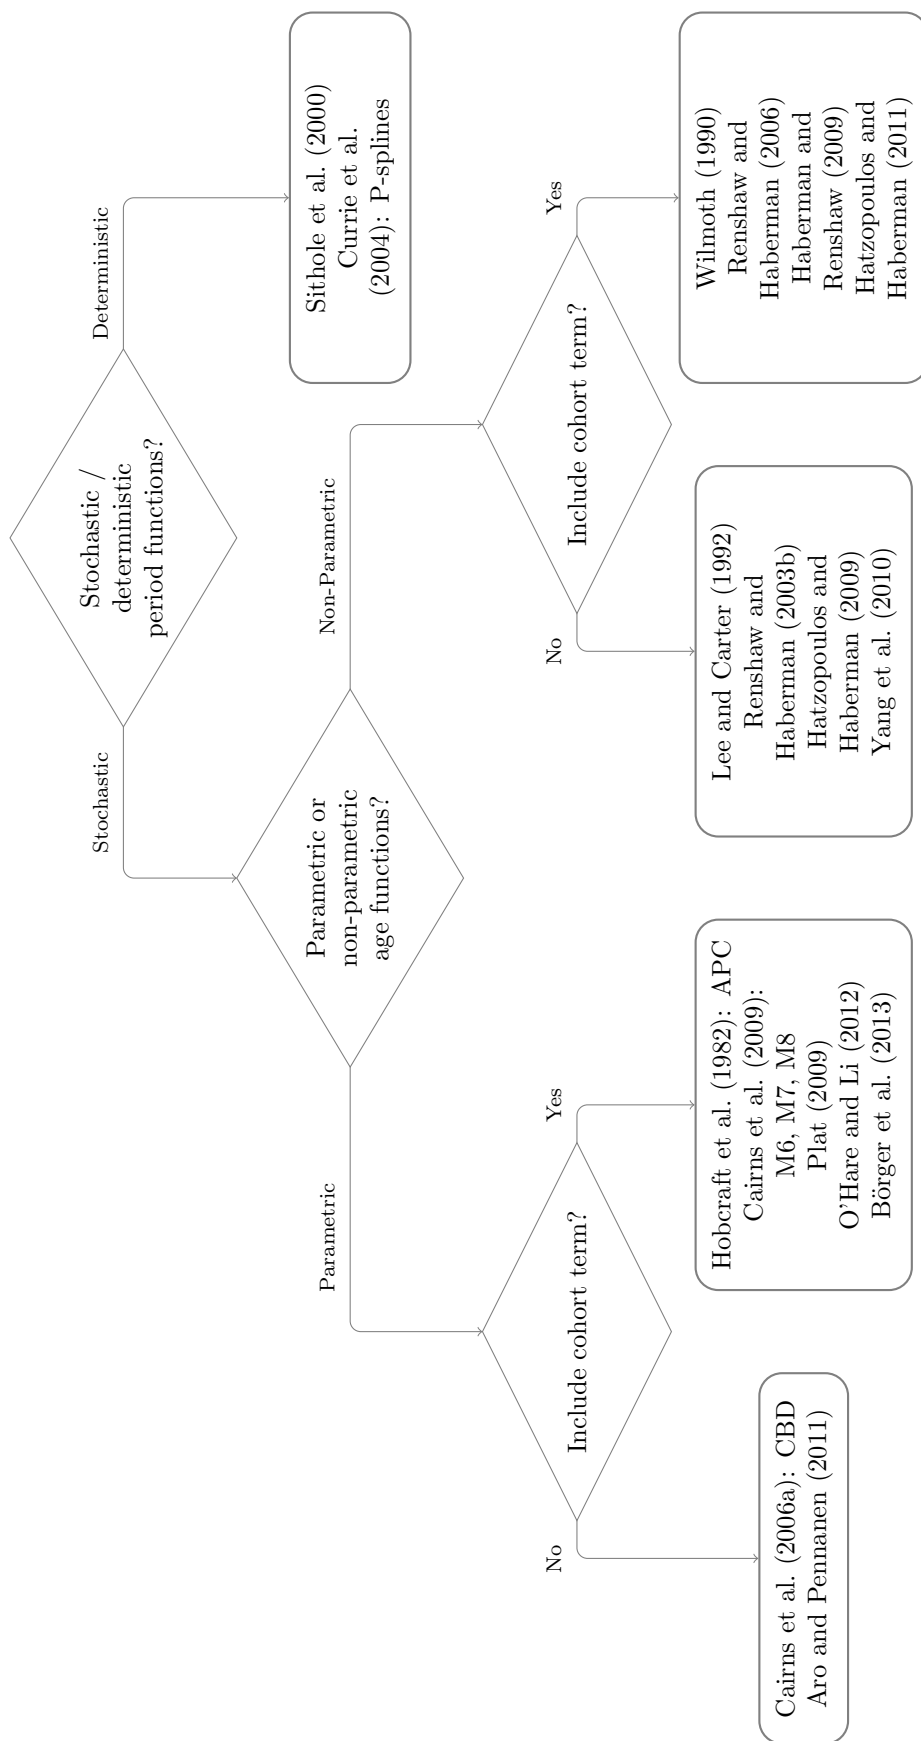 Stochastic /
deterministic
period functions?
Stochastic
Deterministic
Sithole et al. (2000)
Currie et al.
(2004): P-splines
Parametric or
non-parametric
age functions?
Parametric
Non-Parametric
Include cohort term?
No
Yes
Cairns et al. (2006a): CBD
Aro and Pennanen (2011)
Hobcraft et al. (1982): APC
Cairns et al. (2009):
M6, M7, M8
Plat (2009)
O'Hare and Li (2012)
Börger et al. (2013)
Include cohort term?
No
Yes
Lee and Carter (1992)
Renshaw and
Haberman (2003b)
Hatzopoulos and
Haberman (2009)
Yang et al. (2010)
Wilmoth (1990)
Renshaw and
Haberman (2006)
Haberman and
Renshaw (2009)
Hatzopoulos and
Haberman (2011)